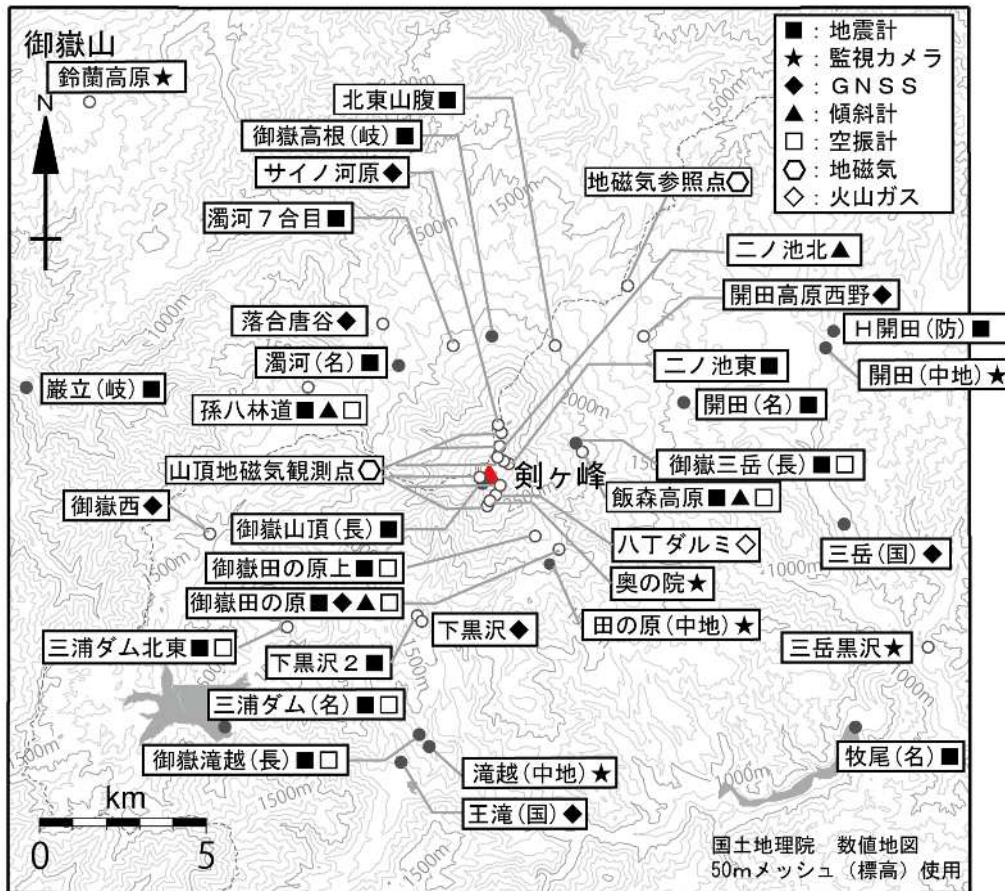 御嶽山
鈴蘭高原★
N
■：地震計
★：監視カメラ
◆：ＧＮＳＳ
▲：傾斜計
□：空振計
⬡：地磁気
◇：火山ガス
北東山腹■
御嶽高根(岐)■
サイノ河原◆
濁河７合目■
地磁気参照点⬡
二ノ池北▲
開田高原西野◆
落合唐谷◆
Ｈ開田(防)■
濁河(名)■
二ノ池東■
開田(中地)★
巌立(岐)■
開田(名)■
孫八林道■▲□
山頂地磁気観測点⬡
剣ヶ峰
御嶽三岳(長)■□
飯森高原■▲□
御嶽西◆
御嶽山頂(長)■
八丁ダルミ◇
三岳(国)◆
御嶽田の原上■□
奥の院★
御嶽田の原■◆▲□
田の原(中地)★
三浦ダム北東■□
下黒沢２■
下黒沢◆
三岳黒沢★
三浦ダム(名)■□
御嶽滝越(長)■□
滝越(中地)★
牧尾(名)■
王滝(国)◆
km
0 5
国土地理院　数値地図
50mメッシュ(標高)使用
1500m
1500m
1500m
1000m
2000m
1000m
1000m
1500m
1500m
1000m